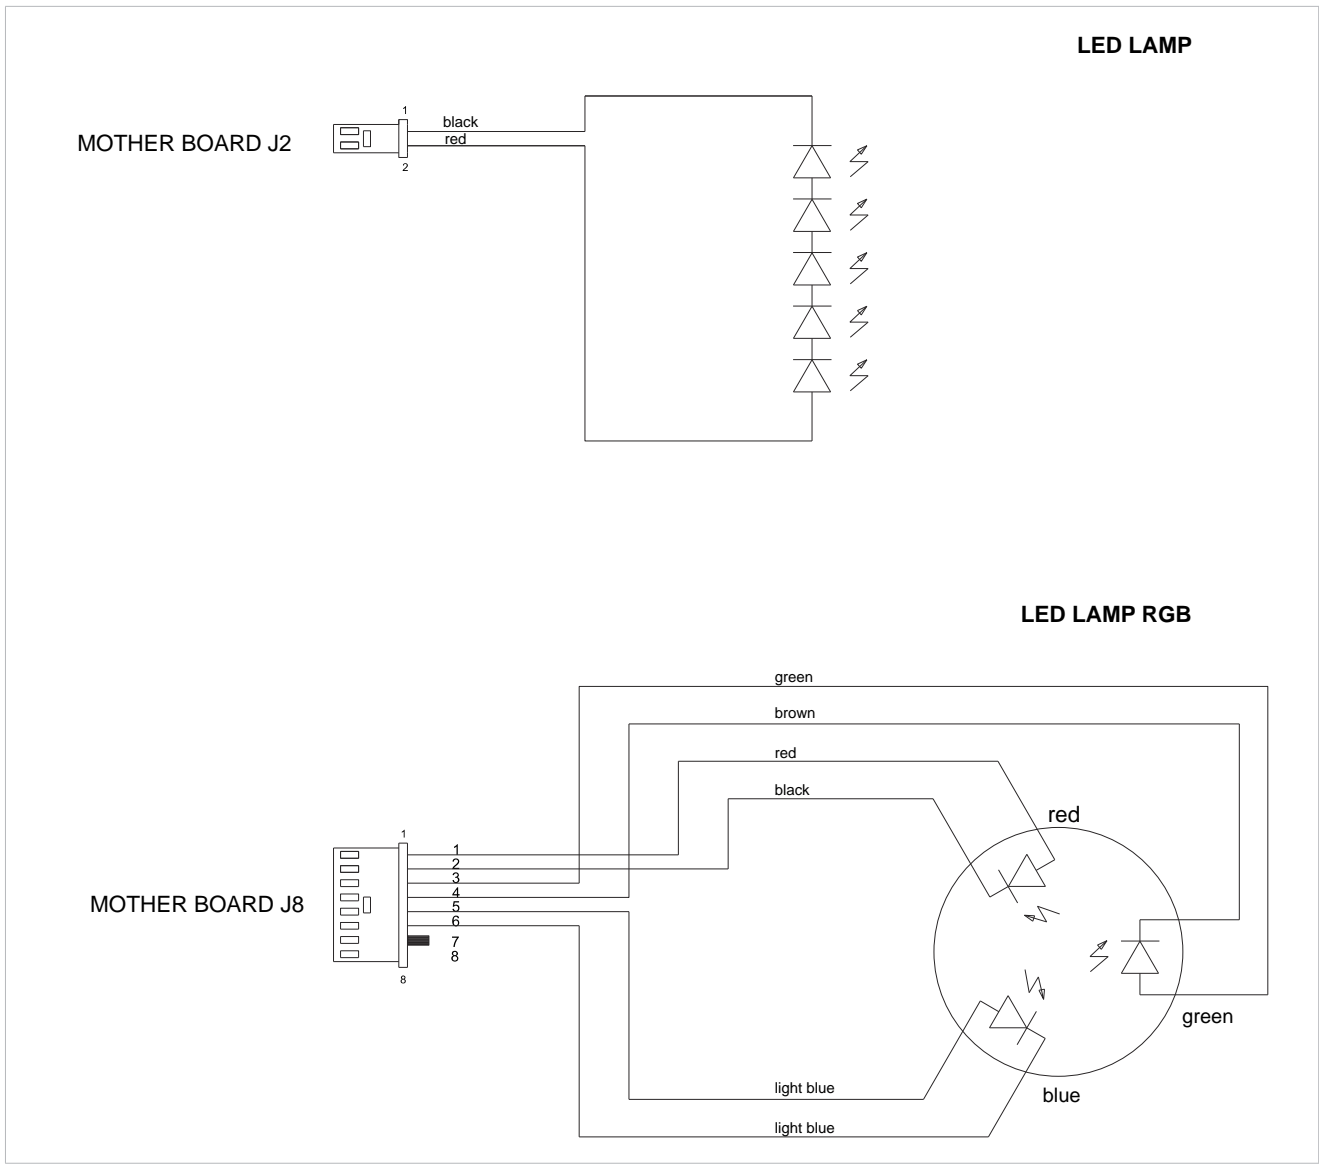 LED LAMP
MOTHER BOARD J2
1
black
red
2
LED LAMP RGB
green
brown
red
black
red
1
1
2
3
4
MOTHER BOARD J8
5
6
7
8
8
green
light blue
blue
light blue